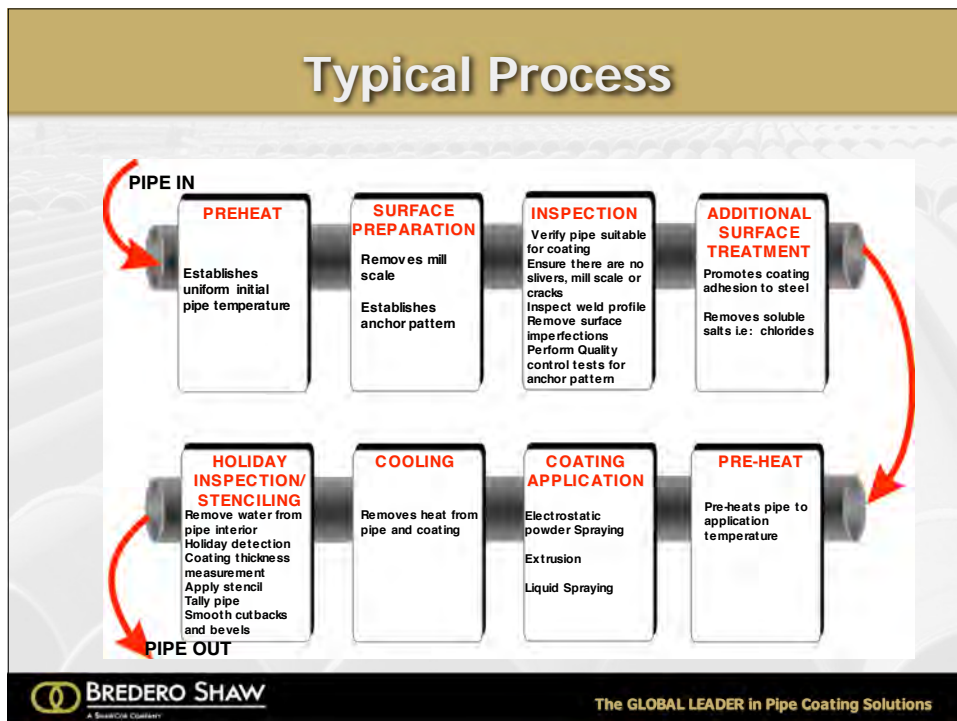 Typical Process
PIPE IN
PREHEAT
Establishes
uniform initial
pipe temperature
SURFACE
PREPARATION
Removes mill
scale
Establishes
anchor pattern
INSPECTION
Verify pipe suitable
for coating
Ensure there are no
slivers, mill scale or
cracks
Inspect weld profile
Remove surface
imperfections
Perform Quality
control tests for
anchor pattern
ADDITIONAL
SURFACE
TREATMENT
Promotes coating
adhesion to steel
Removes soluble
salts i.e: chlorides
PRE-HEAT
Pre-heats pipe to
application
temperature
COATING
APPLICATION
Electrostatic
powder Spraying
Extrusion
Liquid Spraying
COOLING
Removes heat from
pipe and coating
HOLIDAY
INSPECTION/
STENCILING
Remove water from
pipe interior
Holiday detection
Coating thickness
measurement
Apply stencil
Tally pipe
Smooth cutbacks
and bevels
PIPE OUT
BREDERO SHAW
A SHAWCOR COMPANY
The GLOBAL LEADER in Pipe Coating Solutions